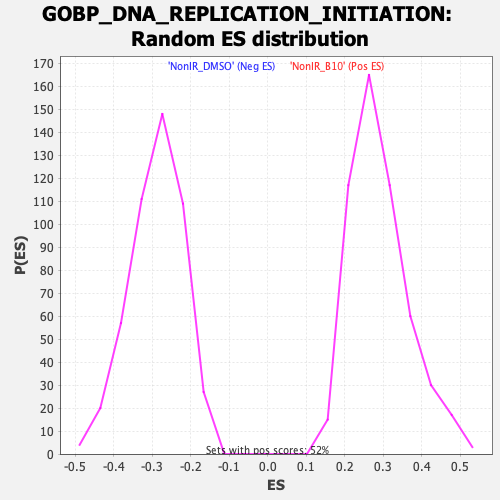 GOBP_DNA_REPLICATION_INITIATION:
Random ES distribution
'NonIR_DMSO' (Neg ES) 'NonIR_B10' (Pos ES)
170
160
150
140
130
120
110
100
90
80
70
60
50
40
30
20
10
0
P(ES)
Sets with pos scores: 52%
-0.5 -0.4 -0.3 -0.2 -0.1 0.0 0.1 0.2 0.3 0.4 0.5
ES